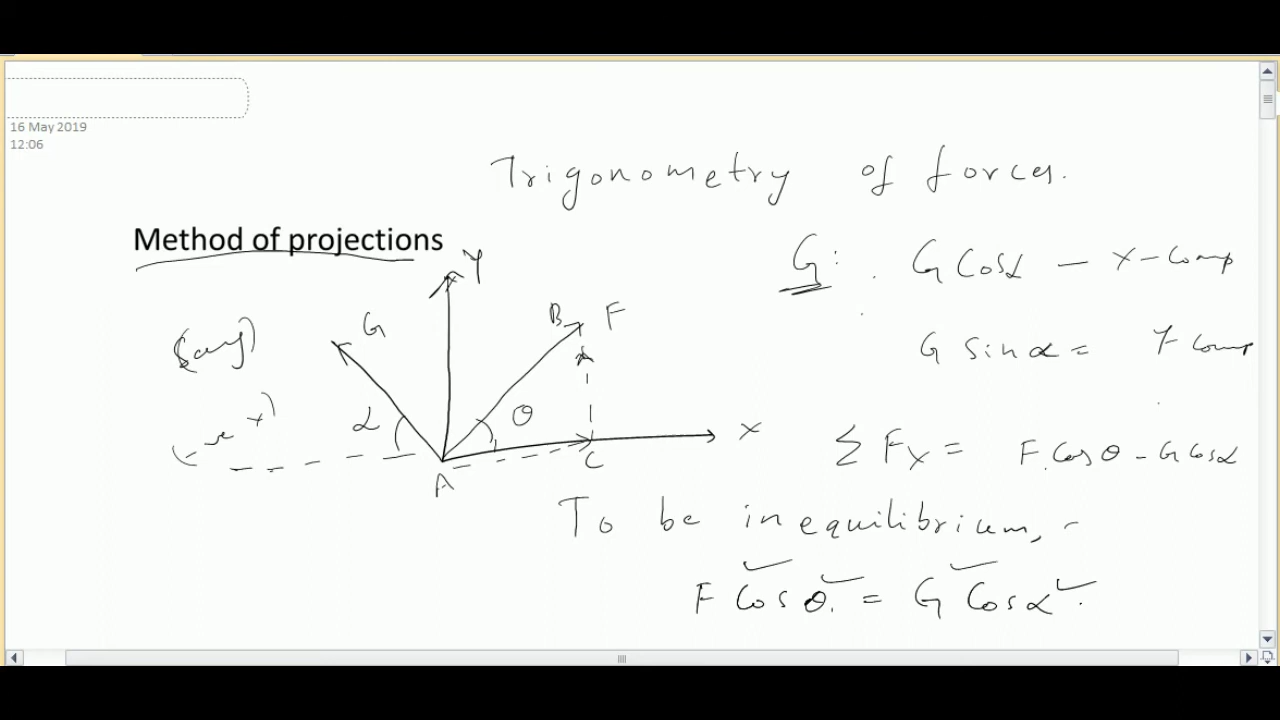 16 May 2019
12:06
Trigonometry of forces.
Method of projections
Y
G : G Cosα – X-Comp
B F
G
G sinα = Y Comp
α
θ
X
ΣFx = F.Cosθ - G Cosα
A
C
To be in equilibrium,
F Cosθ. = G Cosα.